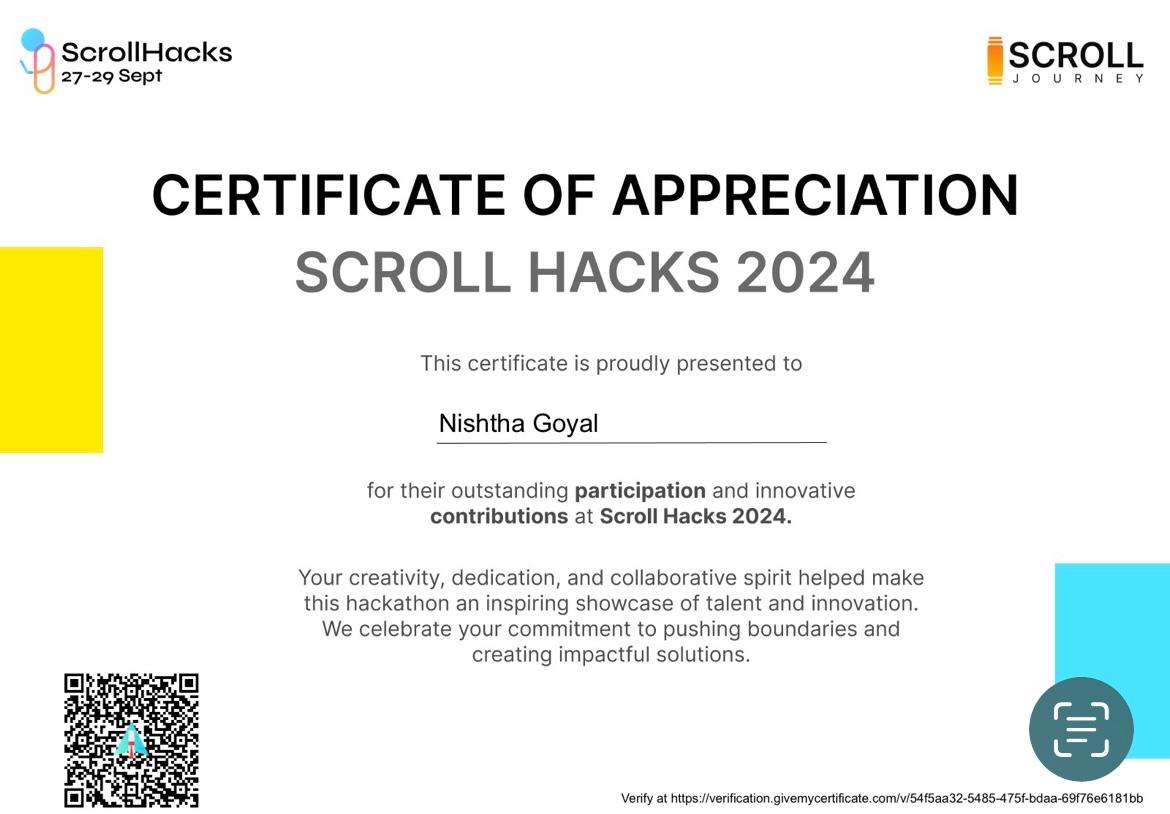 ScrollHacks
27-29 Sept
SCROLL
JOURNEY
CERTIFICATE OF APPRECIATION
SCROLL HACKS 2024
This certificate is proudly presented to
Nishtha Goyal
for their outstanding participation and innovative
contributions at Scroll Hacks 2024.
Your creativity, dedication, and collaborative spirit helped make
this hackathon an inspiring showcase of talent and innovation.
We celebrate your commitment to pushing boundaries and
creating impactful solutions.
Verify at https://verification.givemycertificate.com/v/54f5aa32-5485-475f-bdaa-69f76e6181bb